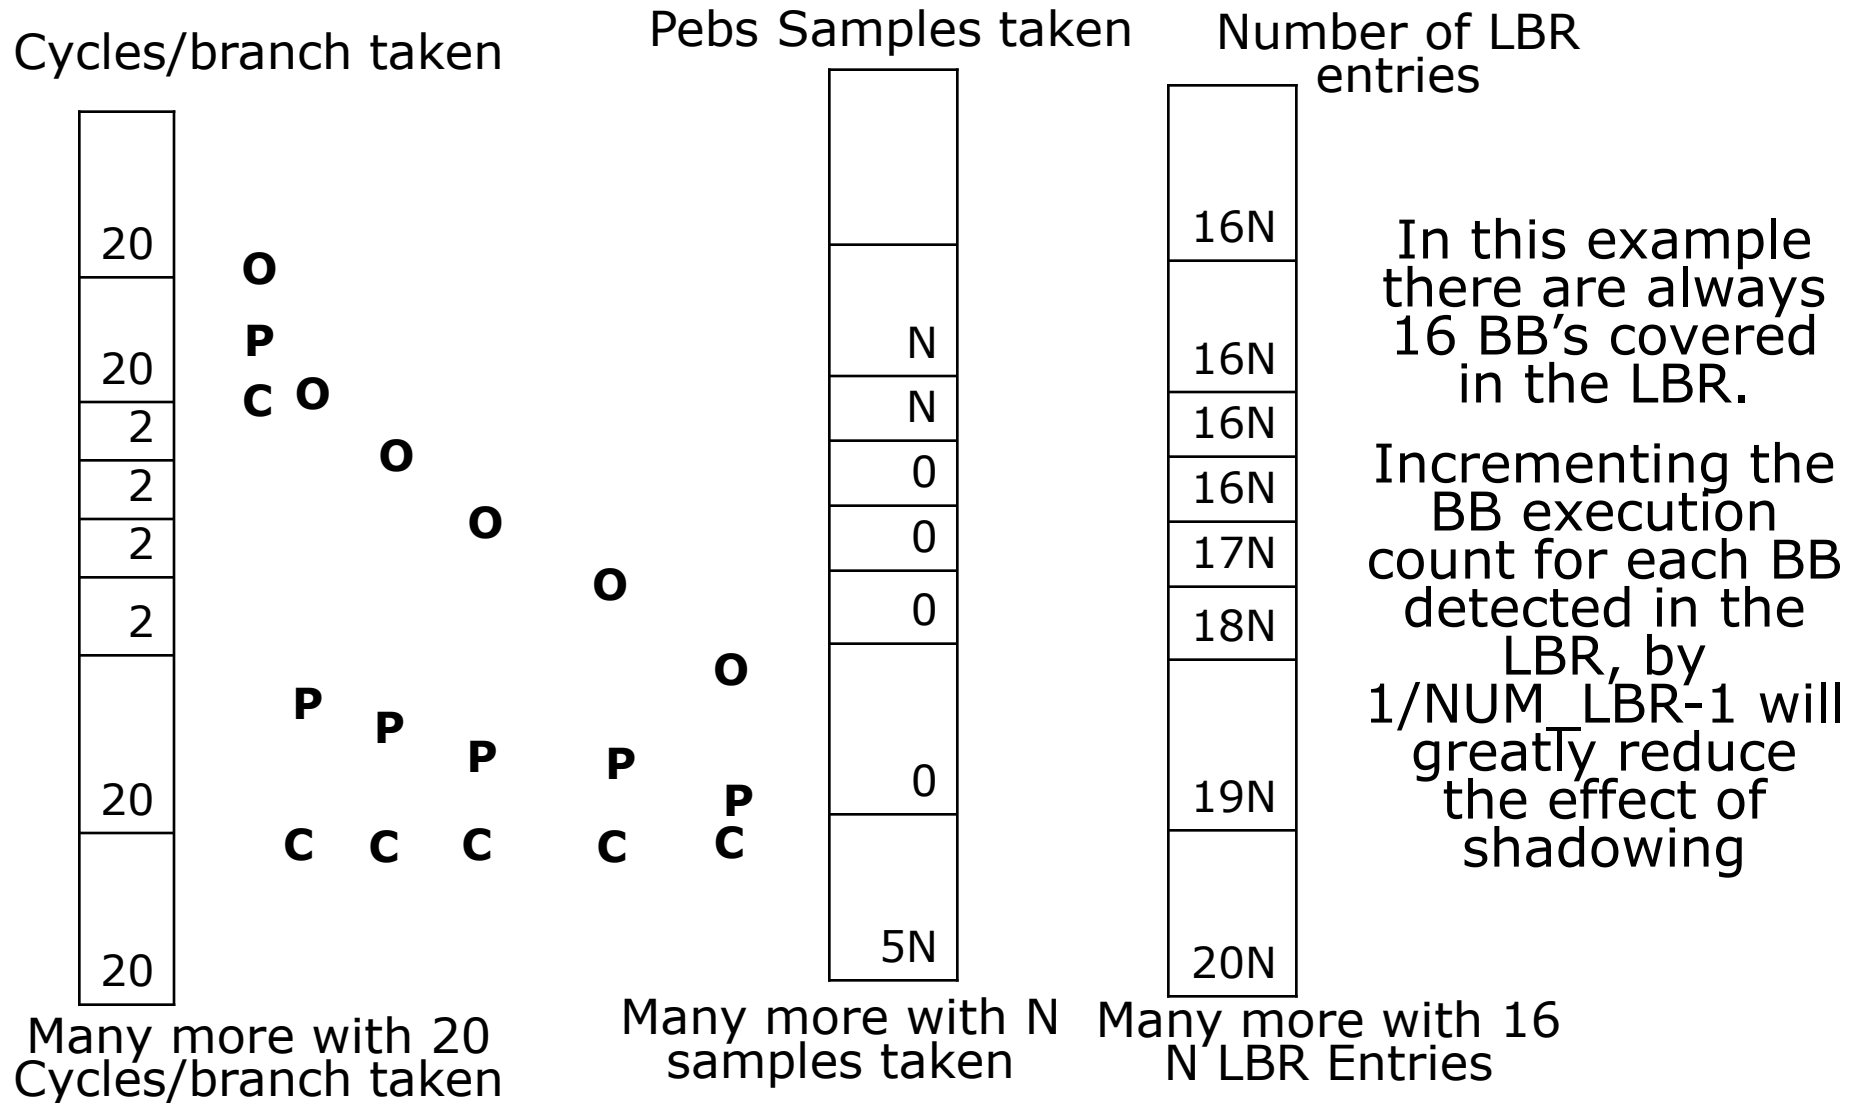 Cycles/branch taken
20
20
2
2
2
2
20
20
Many more with 20
Cycles/branch taken
O
P
C O
O
O
O
O
P
P
P
P
P
C C C C C
Pebs Samples taken
N
N
0
0
0
0
5N
Many more with N
samples taken
Number of LBR
entries
16N
16N
16N
16N
17N
18N
19N
20N
Many more with 16
N LBR Entries
In this example
there are always
16 BB’s covered
in the LBR.
Incrementing the
BB execution
count for each BB
detected in the
LBR, by
1/NUM_LBR-1 will
greatly reduce
the effect of
shadowing